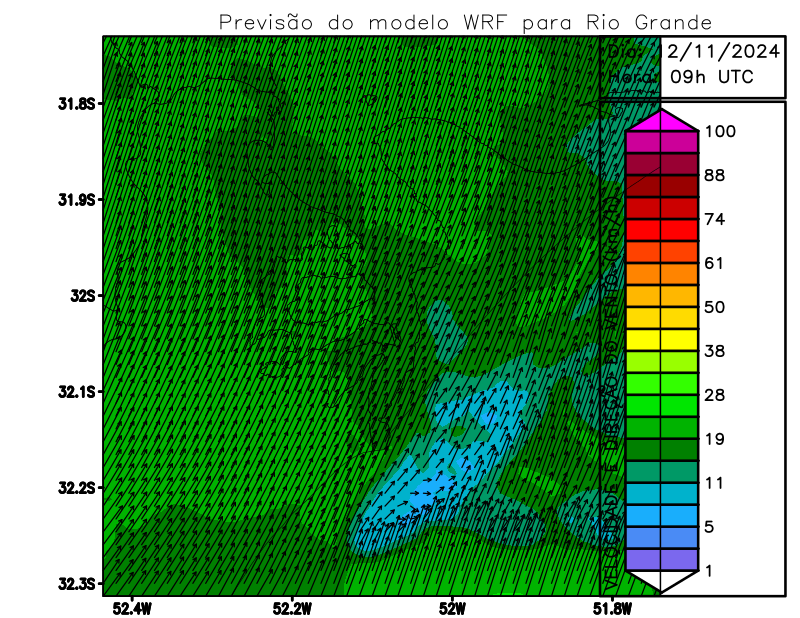 Previsão do modelo WRF para Rio Grande
Dia: 12/11/2024
Hora: 09h UTC
31.8S
31.9S
32S
32.1S
32.2S
32.3S
52.4W
52.2W
52W
51.8W
100
88
74
61
50
38
28
19
11
5
1
VELOCIDADE E DIREÇÃO DO VENTO (km/h)